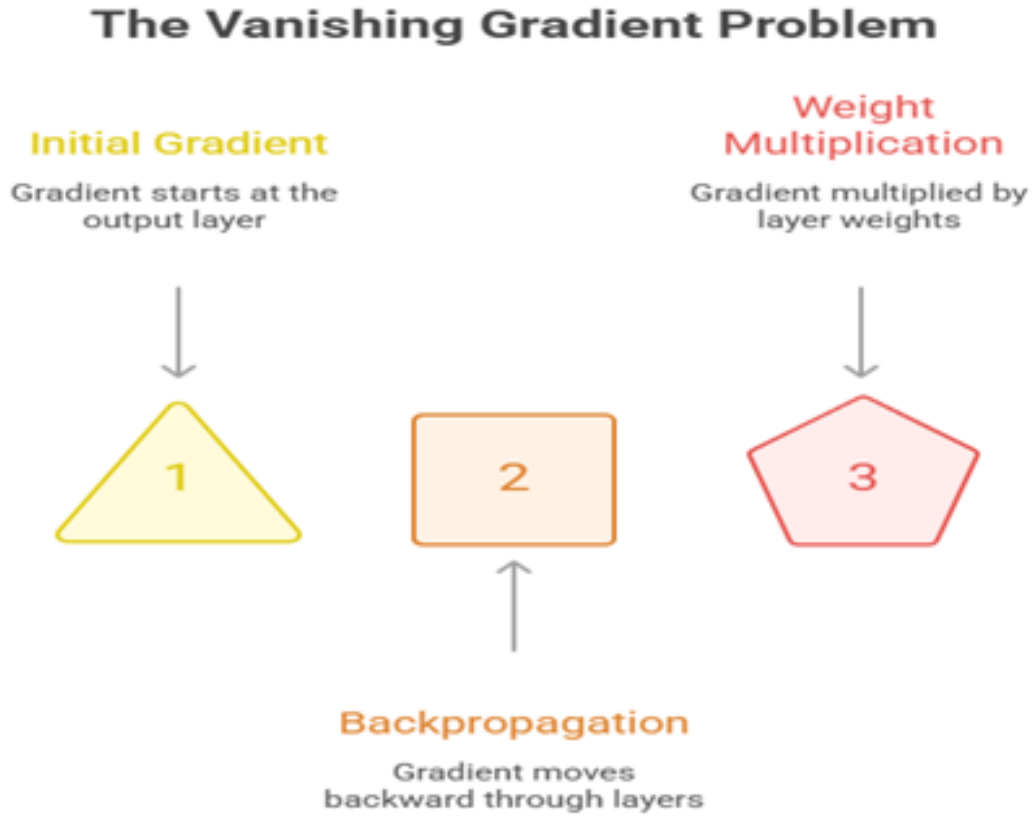 The Vanishing Gradient Problem
Initial Gradient
Gradient starts at the
output layer
Weight
Multiplication
Gradient multiplied by
layer weights
1
2
3
Backpropagation
Gradient moves
backward through layers